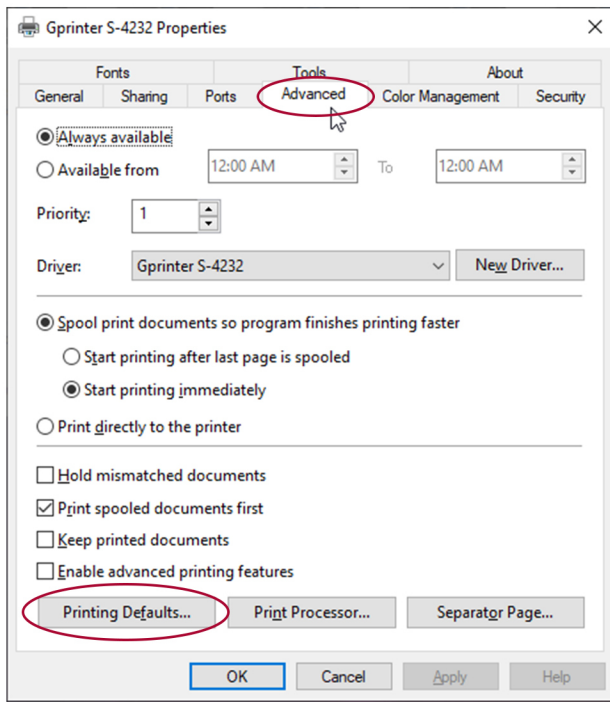 Gprinter S-4232 Properties
Fonts Tools About
General Sharing Ports Advanced Color Management Security
Always available
Available from 12:00 AM To 12:00 AM
Priority: 1
Driver: Gprinter S-4232 New Driver...
Spool print documents so program finishes printing faster
Start printing after last page is spooled
Start printing immediately
Print directly to the printer
Hold mismatched documents
Print spooled documents first
Keep printed documents
Enable advanced printing features
Printing Defaults... Print Processor... Separator Page...
OK Cancel Apply Help